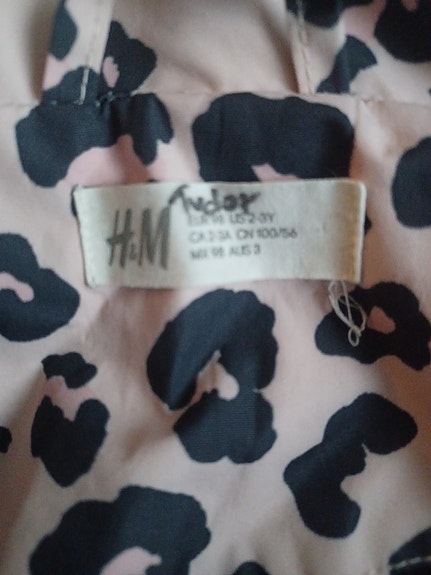 Tudor
H&M
EUR 98 US 2-3Y
CA 2-3A CN 100/56
MX 98 AUS 3